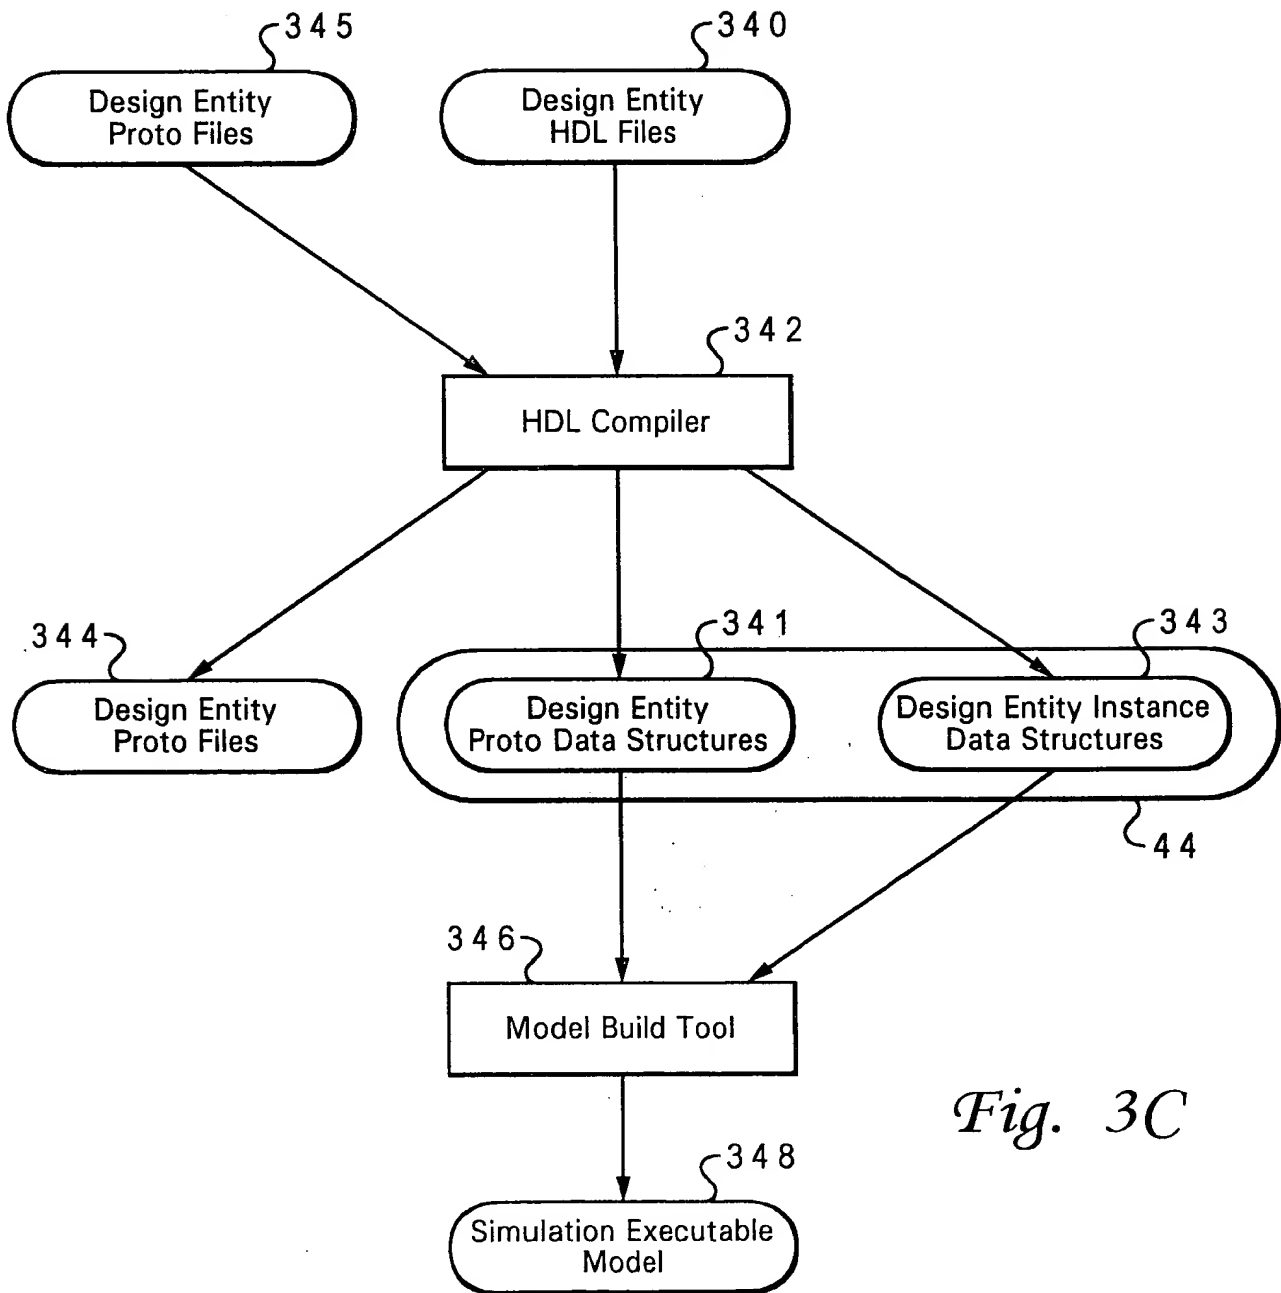 345
340
Design Entity
Proto Files
Design Entity
HDL Files
342
HDL Compiler
344
341
343
Design Entity
Proto Files
Design Entity
Proto Data Structures
Design Entity Instance
Data Structures
44
346
Model Build Tool
Fig. 3C
348
Simulation Executable
Model